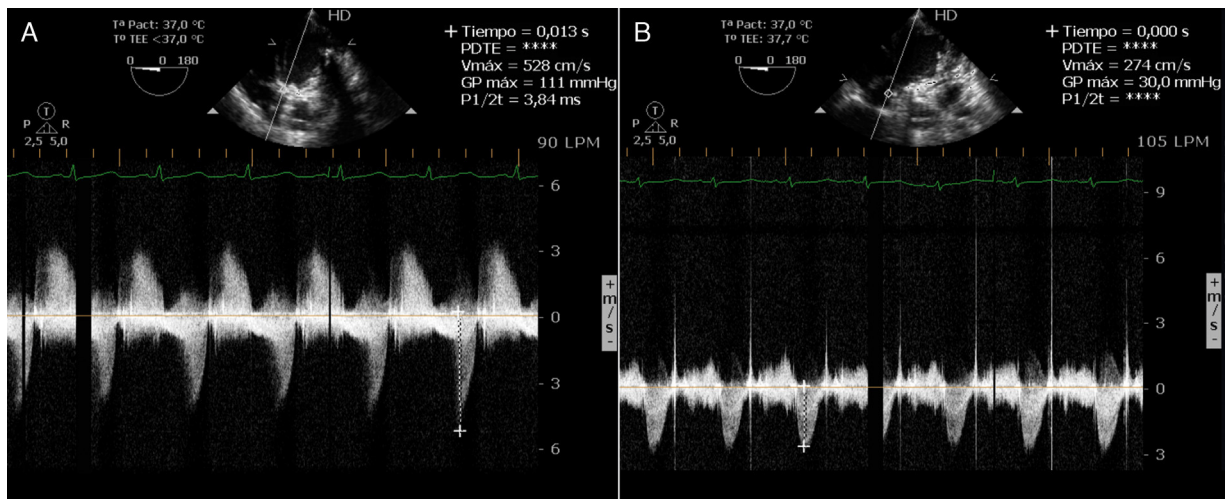 A
Tª Pact: 37.0 °C
Tº TEE <37.0 °C
0 180
HD
Tiempo = 0,013 s
PDTE = ****
Vmáx = 528 cm/s
GP máx = 111 mmHg
P1/2t = 3,84 ms
T
P R
2,5 5,0
90 LPM
6
3
0
3
6
+
m
/
s
-
B
Tª Pact: 37,0 °C
Tº TEE: 37,7 °C
0 180
HD
Tiempo = 0,000 s
PDTE = ****
Vmáx = 274 cm/s
GP máx = 30,0 mmHg
P1/2t = ****
T
P R
2,5 5,0
105 LPM
9
6
3
0
3
+
m
/
s
-